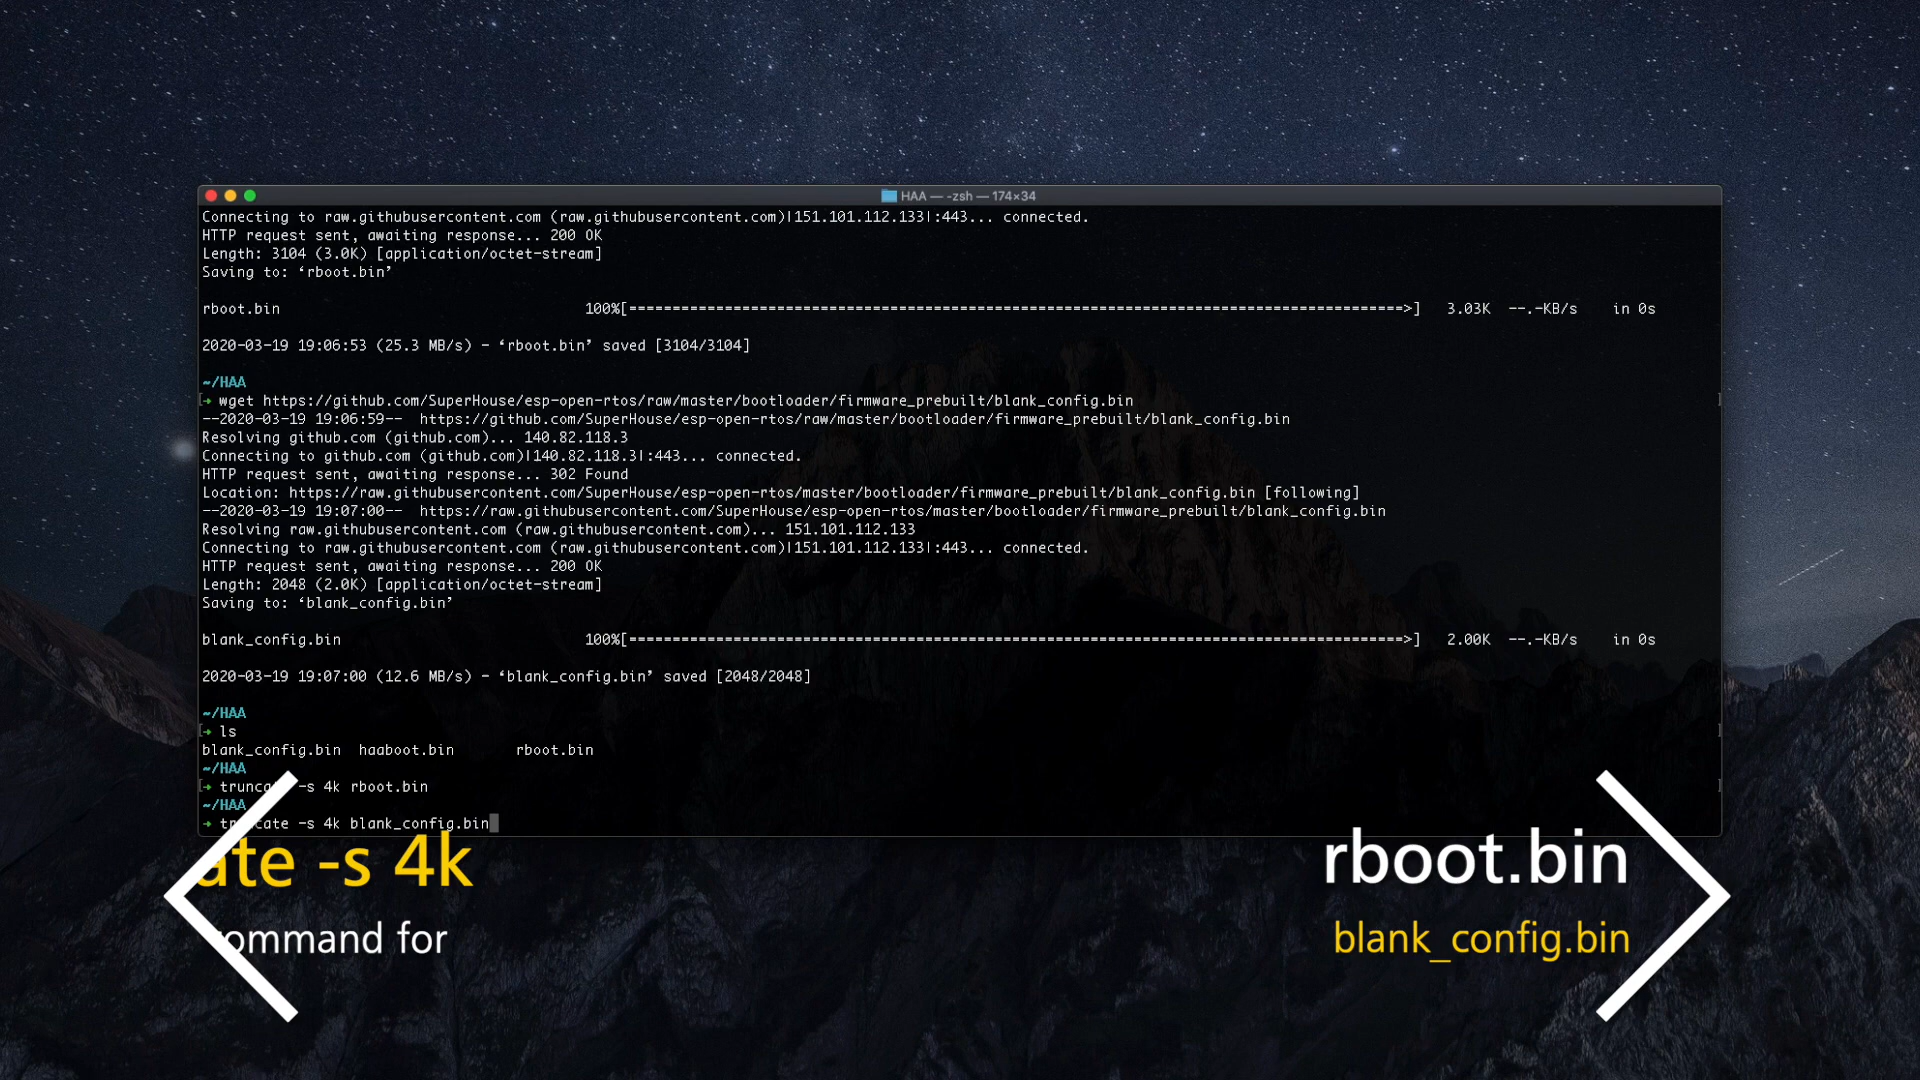 HAA — -zsh — 174×34
Connecting to raw.githubusercontent.com (raw.githubusercontent.com)|151.101.112.133|:443... connected.
HTTP request sent, awaiting response... 200 OK
Length: 3104 (3.0K) [application/octet-stream]
Saving to: ‘rboot.bin’
rboot.bin 100%[=========================================================================================>] 3.03K --.-KB/s in 0s
2020-03-19 19:06:53 (25.3 MB/s) - ‘rboot.bin’ saved [3104/3104]
~/HAA
[➜ wget https://github.com/SuperHouse/esp-open-rtos/raw/master/bootloader/firmware_prebuilt/blank_config.bin ]
--2020-03-19 19:06:59-- https://github.com/SuperHouse/esp-open-rtos/raw/master/bootloader/firmware_prebuilt/blank_config.bin
Resolving github.com (github.com)... 140.82.118.3
Connecting to github.com (github.com)|140.82.118.3|:443... connected.
HTTP request sent, awaiting response... 302 Found
Location: https://raw.githubusercontent.com/SuperHouse/esp-open-rtos/master/bootloader/firmware_prebuilt/blank_config.bin [following]
--2020-03-19 19:07:00-- https://raw.githubusercontent.com/SuperHouse/esp-open-rtos/master/bootloader/firmware_prebuilt/blank_config.bin
Resolving raw.githubusercontent.com (raw.githubusercontent.com)... 151.101.112.133
Connecting to raw.githubusercontent.com (raw.githubusercontent.com)|151.101.112.133|:443... connected.
HTTP request sent, awaiting response... 200 OK
Length: 2048 (2.0K) [application/octet-stream]
Saving to: ‘blank_config.bin’
blank_config.bin 100%[=========================================================================================>] 2.00K --.-KB/s in 0s
2020-03-19 19:07:00 (12.6 MB/s) - ‘blank_config.bin’ saved [2048/2048]
~/HAA
[➜ ls ]
blank_config.bin haaboot.bin rboot.bin
~/HAA
[➜ truncate -s 4k rboot.bin ]
~/HAA
➜ truncate -s 4k blank_config.bin
ate -s 4k
ommand for
rboot.bin
blank_config.bin